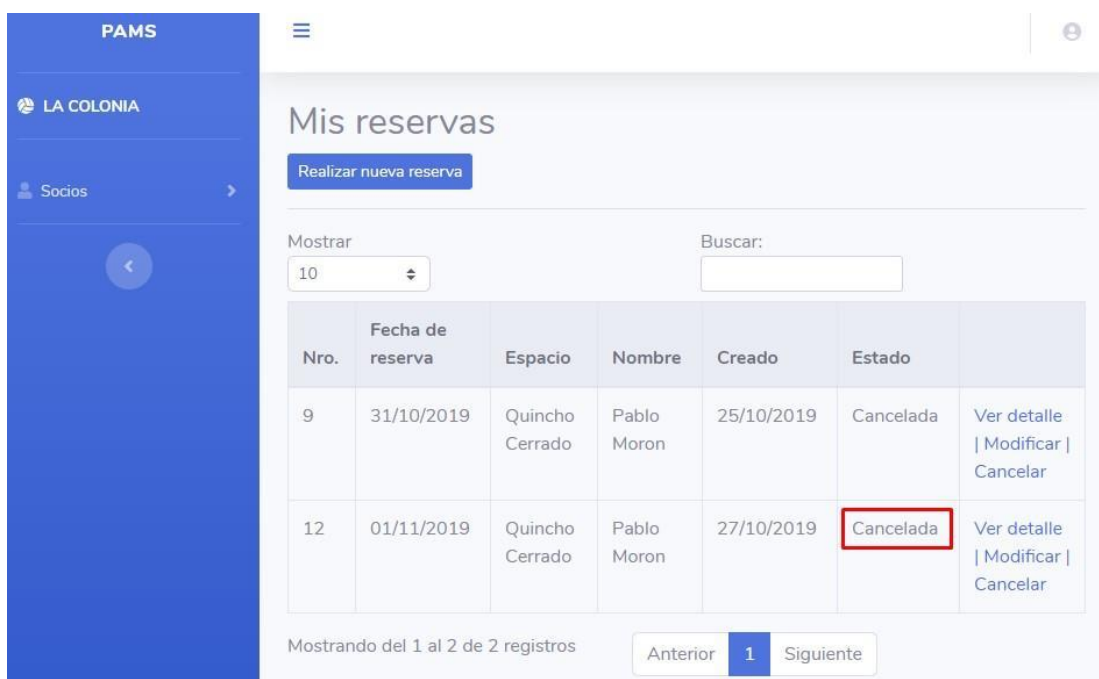 PAMS
LA COLONIA
Socios
Mis reservas
Realizar nueva reserva
Mostrar
10
Buscar:
Nro.
Fecha de
reserva
Espacio
Nombre
Creado
Estado
9
31/10/2019
Quincho
Cerrado
Pablo
Moron
25/10/2019
Cancelada
Ver detalle
| Modificar |
Cancelar
12
01/11/2019
Quincho
Cerrado
Pablo
Moron
27/10/2019
Cancelada
Ver detalle
| Modificar |
Cancelar
Mostrando del 1 al 2 de 2 registros
Anterior
1
Siguiente